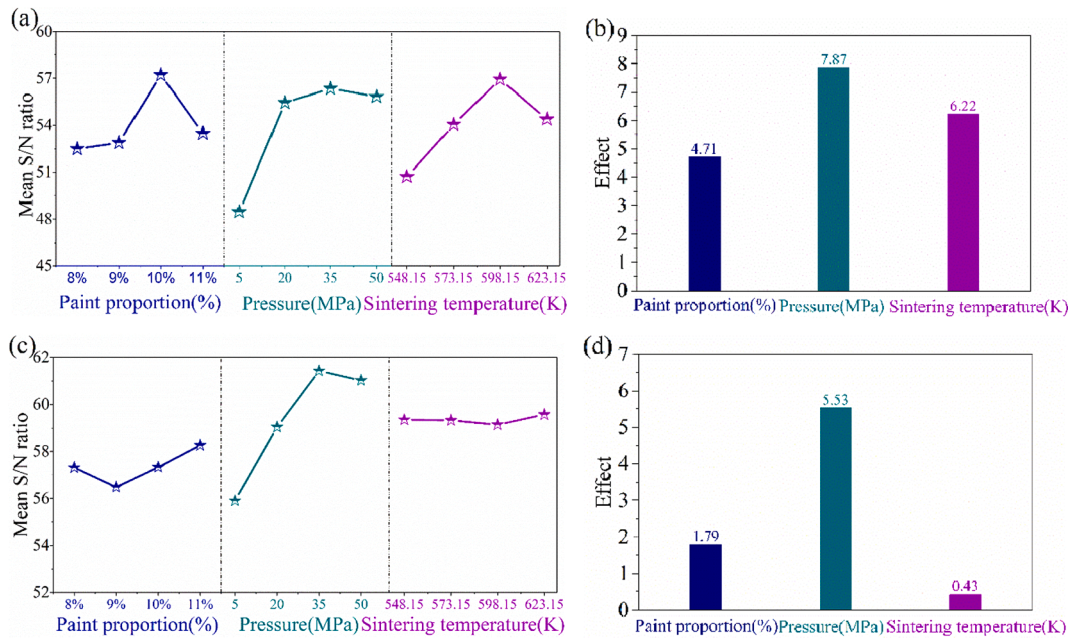 (a)
Mean S/N ratio
60
57
54
51
48
45
8% 9% 10% 11% 5 20 35 50 548.15 573.15 598.15 623.15
Paint proportion(%) Pressure(MPa) Sintering temperature(K)
(b)
Effect
9
8
7
6
5
4
3
2
1
0
4.71
7.87
6.22
Paint proportion(%) Pressure(MPa) Sintering temperature(K)
(c)
Mean S/N ratio
62
60
58
56
54
52
8% 9% 10% 11% 5 20 35 50 548.15 573.15 598.15 623.15
Paint proportion(%) Pressure(MPa) Sintering temperature(K)
(d)
Effect
7
6
5
4
3
2
1
0
1.79
5.53
0.43
Paint proportion(%) Pressure(MPa) Sintering temperature(K)